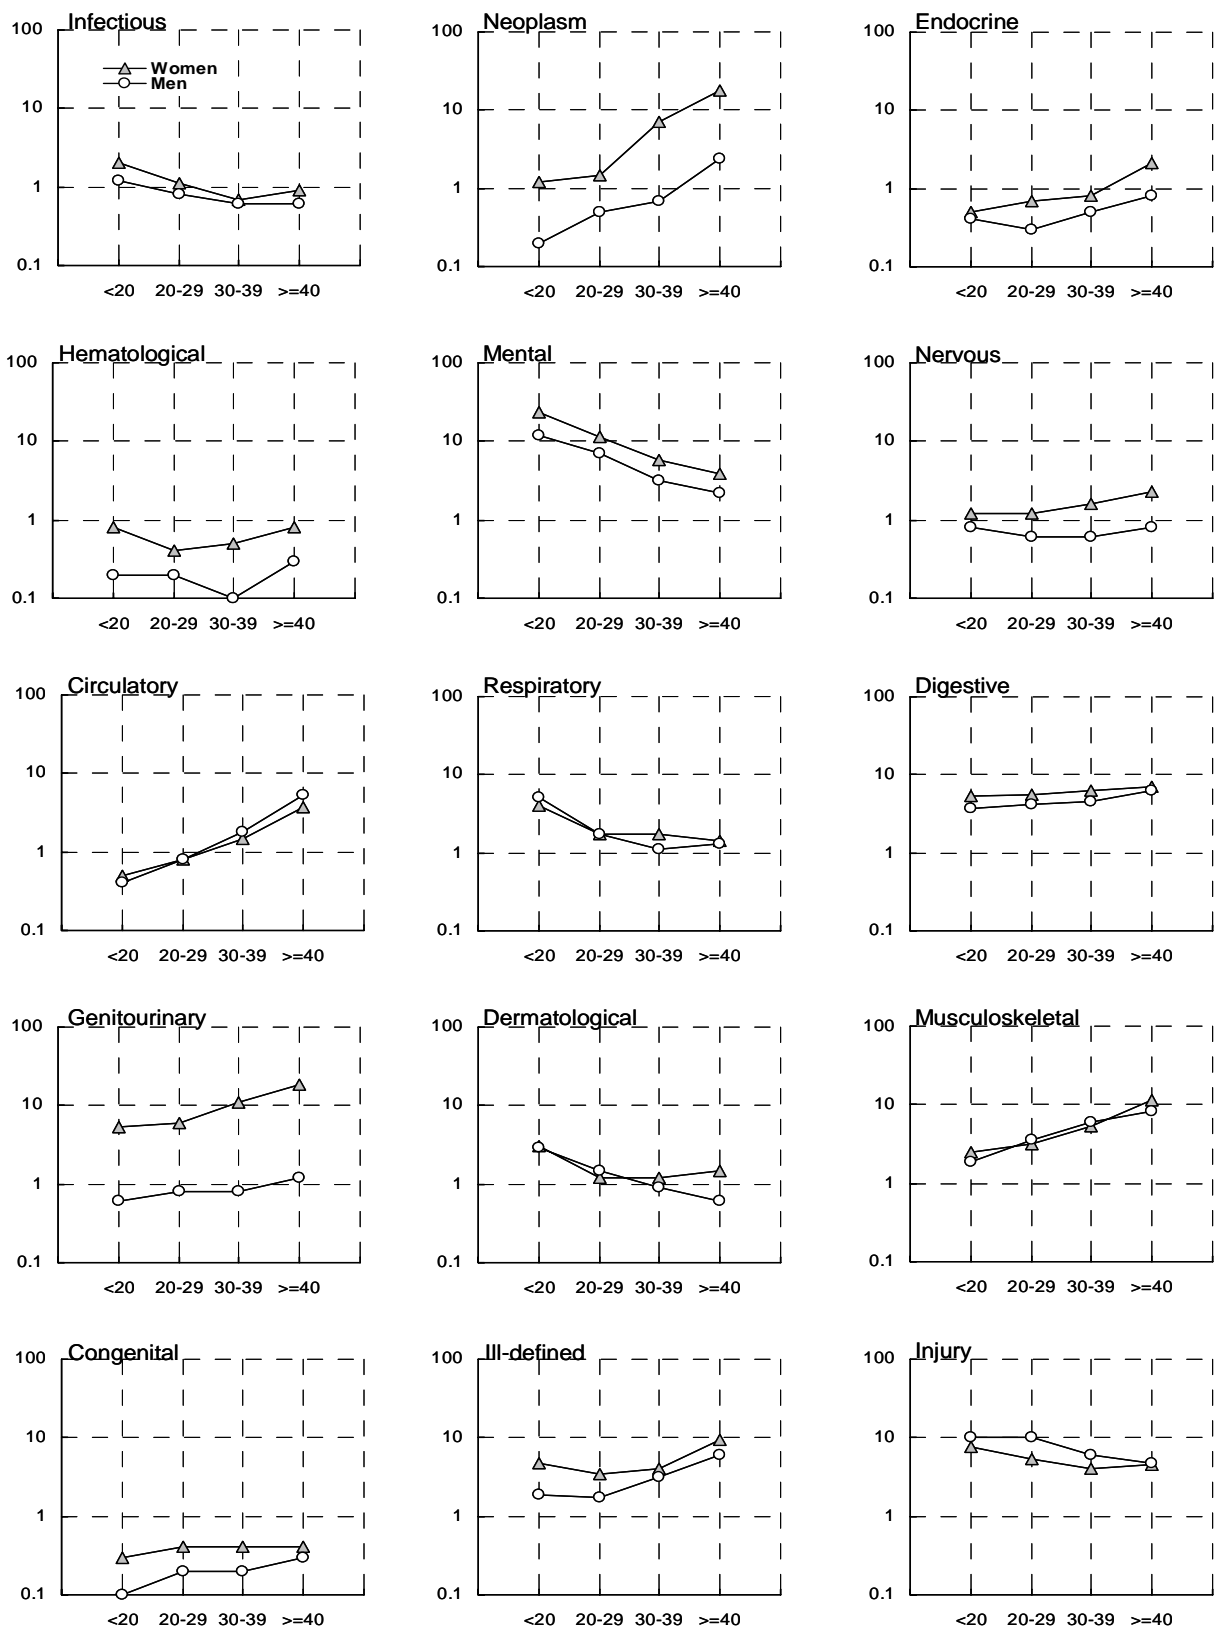 Infectious Neoplasm Endocrine
100 100 100
Women
Men
10 10 10
1 1 1
0.1 0.1 0.1
<20 20-29 30-39 >=40 <20 20-29 30-39 >=40 <20 20-29 30-39 >=40
Hematological Mental Nervous
100 100 100
10 10 10
1 1 1
0.1 0.1 0.1
<20 20-29 30-39 >=40 <20 20-29 30-39 >=40 <20 20-29 30-39 >=40
Circulatory Respiratory Digestive
100 100 100
10 10 10
1 1 1
0.1 0.1 0.1
<20 20-29 30-39 >=40 <20 20-29 30-39 >=40 <20 20-29 30-39 >=40
Genitourinary Dermatological Musculoskeletal
100 100 100
10 10 10
1 1 1
0.1 0.1 0.1
<20 20-29 30-39 >=40 <20 20-29 30-39 >=40 <20 20-29 30-39 >=40
Congenital Ill-defined Injury
100 100 100
10 10 10
1 1 1
0.1 0.1 0.1
<20 20-29 30-39 >=40 <20 20-29 30-39 >=40 <20 20-29 30-39 >=40